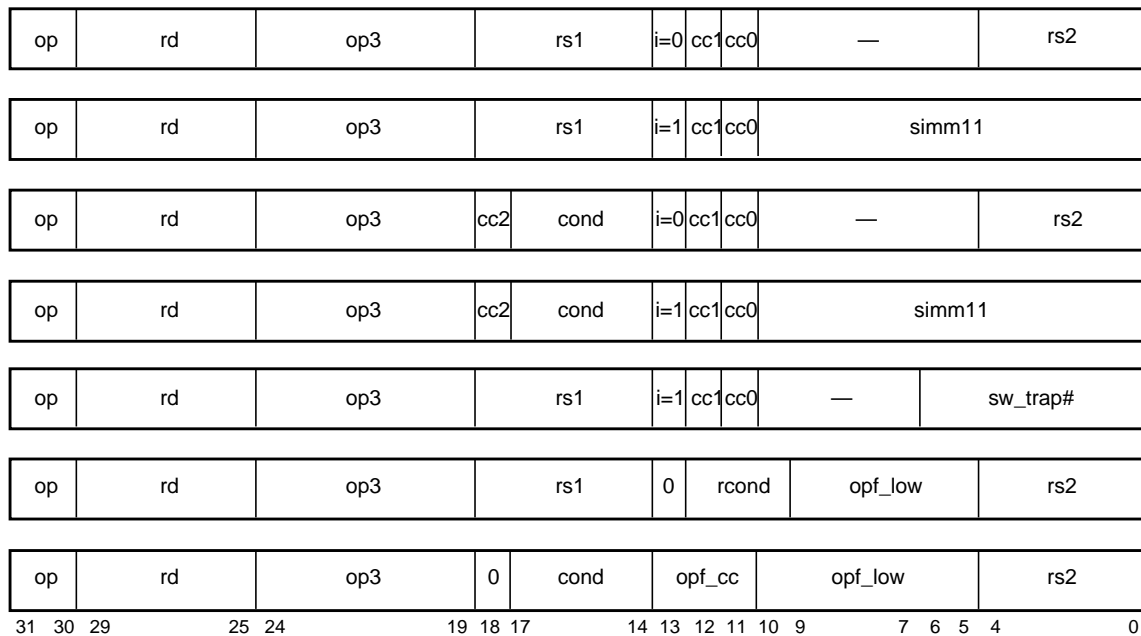 op rd op3 rs1 i=0 cc1 cc0 — rs2
op rd op3 rs1 i=1 cc1 cc0 simm11
op rd op3 cc2 cond i=0 cc1 cc0 — rs2
op rd op3 cc2 cond i=1 cc1 cc0 simm11
op rd op3 rs1 i=1 cc1 cc0 — sw_trap#
op rd op3 rs1 0 rcond opf_low rs2
op rd op3 0 cond opf_cc opf_low rs2
31 30 29 25 24 19 18 17 14 13 12 11 10 9 7 6 5 4 0